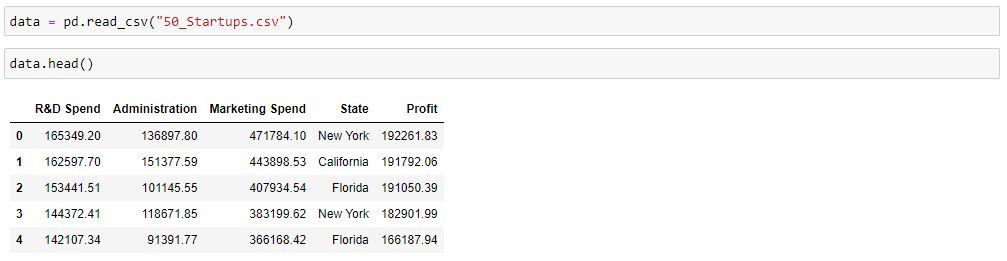 data = pd.read_csv("50_Startups.csv")
data.head()
R&D Spend Administration Marketing Spend State Profit
0 165349.20 136897.80 471784.10 New York 192261.83
1 162597.70 151377.59 443898.53 California 191792.06
2 153441.51 101145.55 407934.54 Florida 191050.39
3 144372.41 118671.85 383199.62 New York 182901.99
4 142107.34 91391.77 366168.42 Florida 166187.94